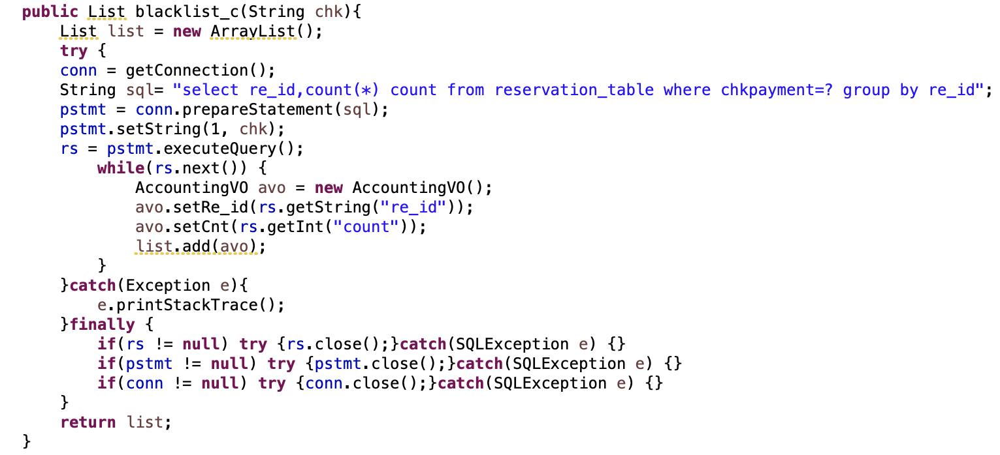 public List blacklist_c(String chk){
    List list = new ArrayList();
    try {
    conn = getConnection();
    String sql= "select re_id,count(*) count from reservation_table where chkpayment=? group by re_id";
    pstmt = conn.prepareStatement(sql);
    pstmt.setString(1, chk);
    rs = pstmt.executeQuery();
        while(rs.next()) {
            AccountingVO avo = new AccountingVO();
            avo.setRe_id(rs.getString("re_id"));
            avo.setCnt(rs.getInt("count"));
            list.add(avo);
        }
    }catch(Exception e){
        e.printStackTrace();
    }finally {
        if(rs != null) try {rs.close();}catch(SQLException e) {}
        if(pstmt != null) try {pstmt.close();}catch(SQLException e) {}
        if(conn != null) try {conn.close();}catch(SQLException e) {}
    }
    return list;
}